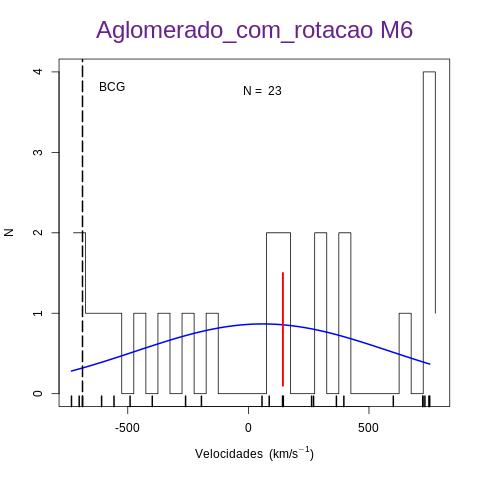 Aglomerado_com_rotacao M6
BCG
N = 23
4
3
2
1
0
N
-500 0 500
Velocidades (km/s⁻¹)